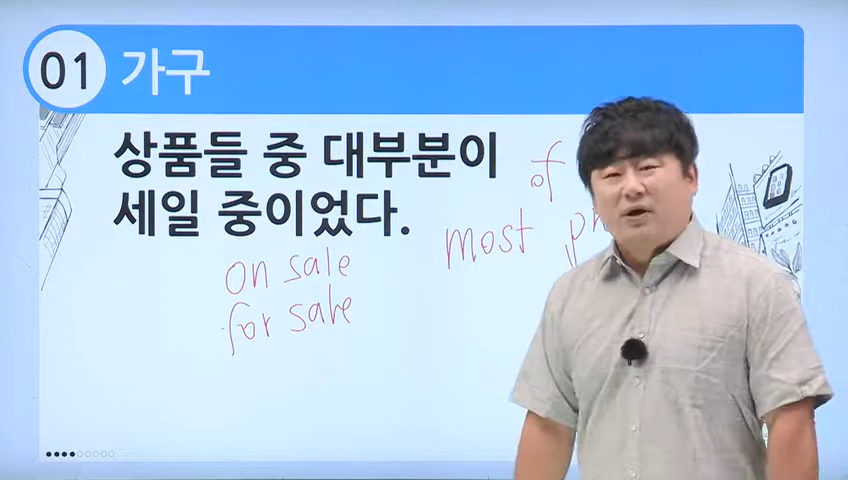 01 가구
상품들 중 대부분이
세일 중이었다.
of
most
on sale
for sale